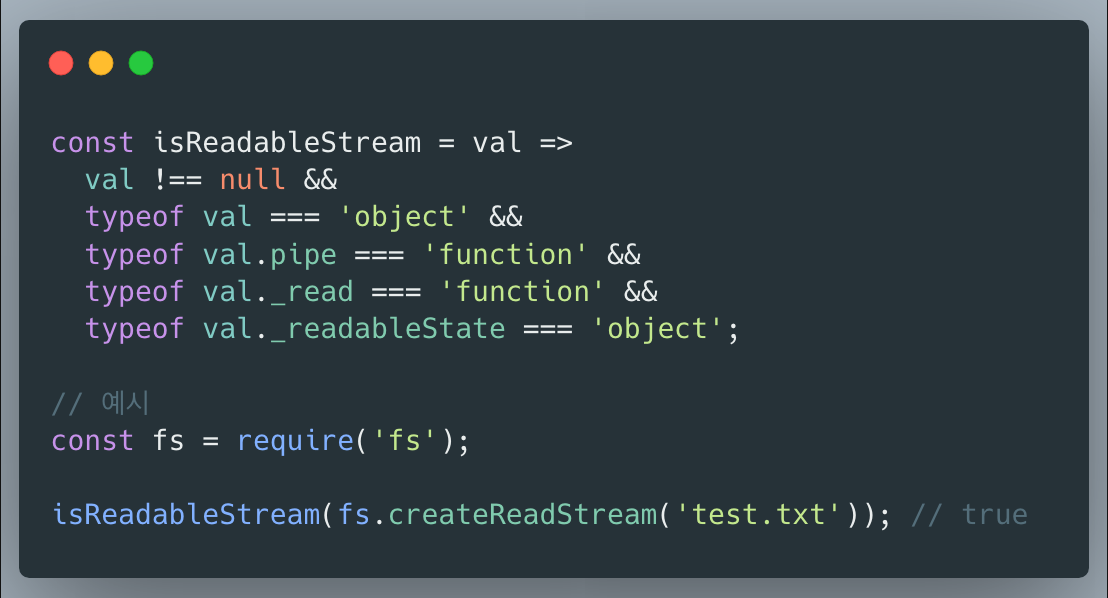 const isReadableStream = val =>
  val !== null &&
  typeof val === 'object' &&
  typeof val.pipe === 'function' &&
  typeof val._read === 'function' &&
  typeof val._readableState === 'object';

// 예시
const fs = require('fs');

isReadableStream(fs.createReadStream('test.txt')); // true